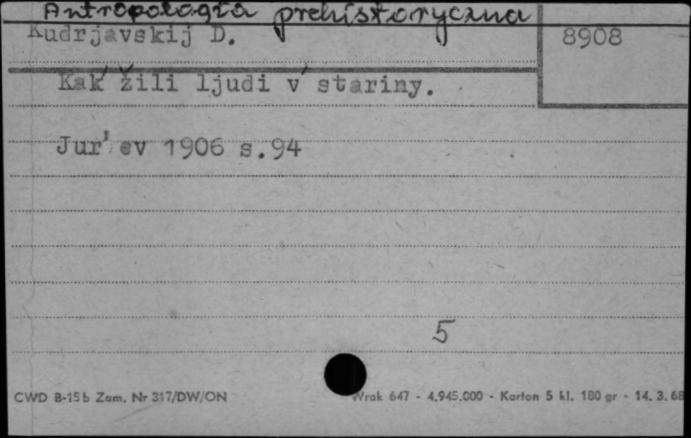 Antropologia prehistoryczna
Kudrjavskij D.
8908
Kaḱ žili ljudi v́ stariny.
Jur'ev 1906 s.94
5
CWD B-15b Zam. Nr 317/DW/ON
Wrak 647 - 4.945.000 - Karton 5 kl. 180 gr - 14. 3. 68